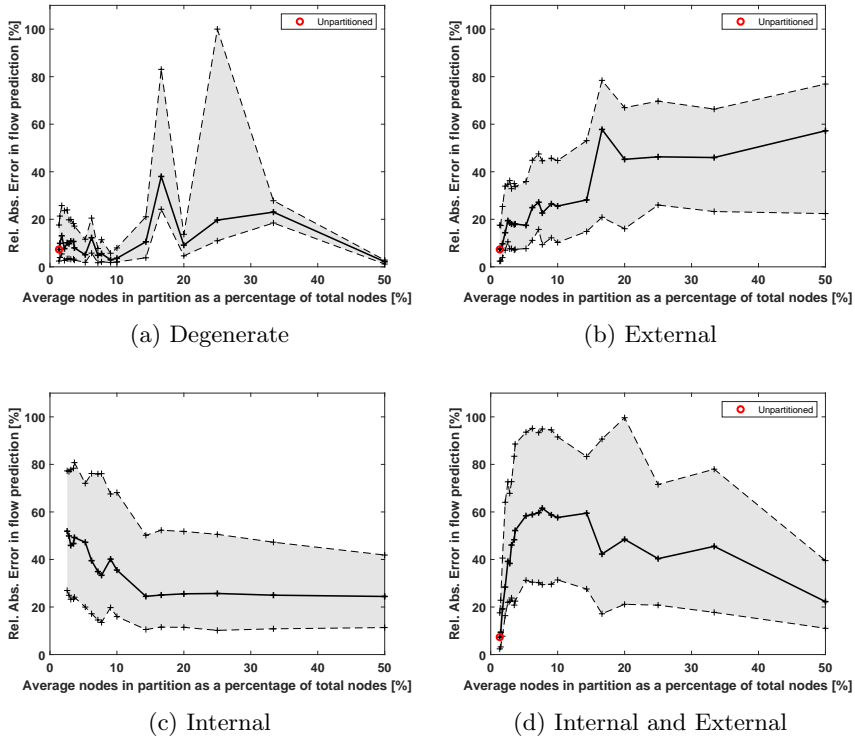 Unpartitioned
100
80
60
40
20
0
Rel. Abs. Error in flow prediction [%]
0 10 20 30 40 50
Average nodes in partition as a percentage of total nodes [%]
(a) Degenerate
Unpartitioned
100
80
60
40
20
0
Rel. Abs. Error in flow prediction [%]
0 10 20 30 40 50
Average nodes in partition as a percentage of total nodes [%]
(b) External
100
80
60
40
20
0
Rel. Abs. Error in flow prediction [%]
0 10 20 30 40 50
Average nodes in partition as a percentage of total nodes [%]
(c) Internal
Unpartitioned
100
80
60
40
20
0
Rel. Abs. Error in flow prediction [%]
0 10 20 30 40 50
Average nodes in partition as a percentage of total nodes [%]
(d) Internal and External